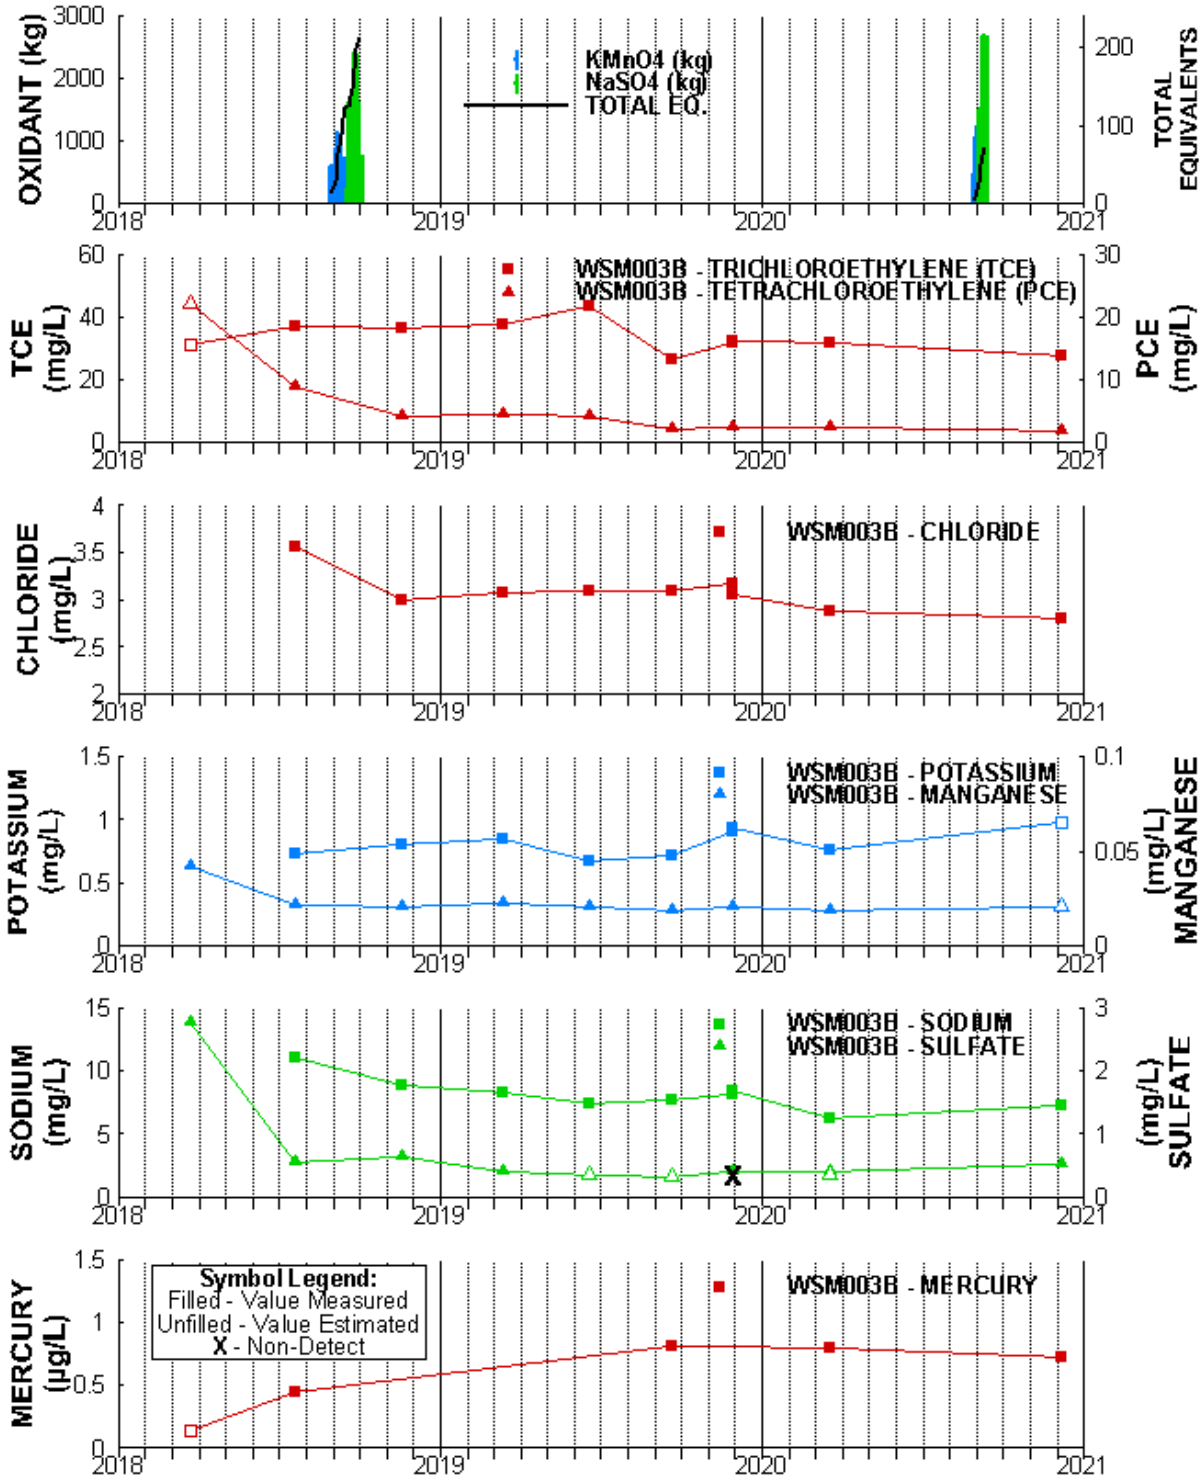 OXIDANT (kg)
3000
2000
1000
0
KMnO4 (kg)
NaSO4 (kg)
TOTAL EQ.
200
100
0
TOTAL
EQUIVALENTS
2018 2019 2020 2021
TCE
(mg/L)
60
40
20
0
WSM003B - TRICHLOROETHYLENE (TCE)
WSM003B - TETRACHLOROETHYLENE (PCE)
30
20
10
0
PCE
(mg/L)
2018 2019 2020 2021
CHLORIDE
(mg/L)
4
3.5
3
2.5
2
WSM003B - CHLORIDE
2018 2019 2020 2021
POTASSIUM
(mg/L)
1.5
1
0.5
0
WSM003B - POTASSIUM
WSM003B - MANGANESE
0.1
0.05
0
(mg/L)
MANGANESE
2018 2019 2020 2021
SODIUM
(mg/L)
15
10
5
0
WSM003B - SODIUM
WSM003B - SULFATE
X
3
2
1
0
(mg/L)
SULFATE
2018 2019 2020 2021
MERCURY
(µg/L)
1.5
1
0.5
0
Symbol Legend:
Filled - Value Measured
Unfilled - Value Estimated
X - Non-Detect
WSM003B - MERCURY
2018 2019 2020 2021